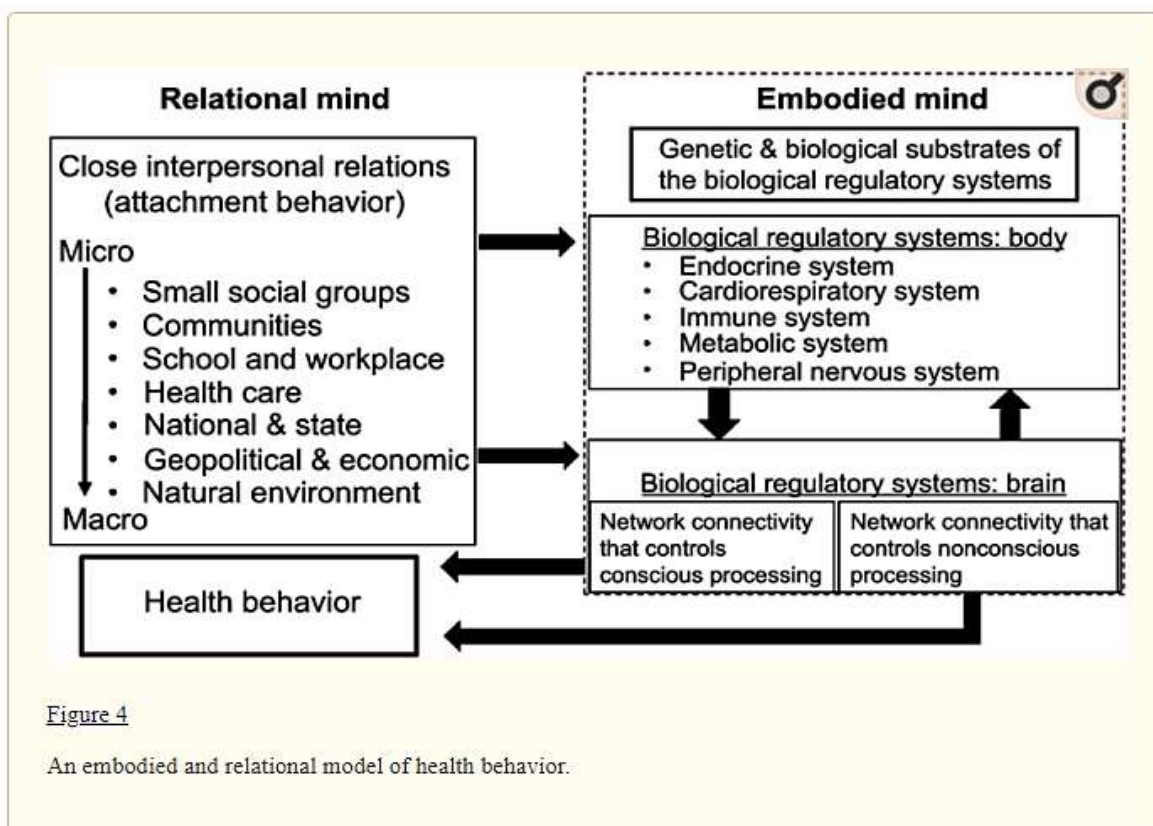 Relational mind
Close interpersonal relations
(attachment behavior)
Micro
• Small social groups
• Communities
• School and workplace
• Health care
• National & state
• Geopolitical & economic
• Natural environment
Macro
Health behavior
Embodied mind
Genetic & biological substrates of
the biological regulatory systems
Biological regulatory systems: body
• Endocrine system
• Cardiorespiratory system
• Immune system
• Metabolic system
• Peripheral nervous system
Biological regulatory systems: brain
Network connectivity
that controls
conscious processing
Network connectivity that
controls nonconscious
processing
Figure 4
An embodied and relational model of health behavior.